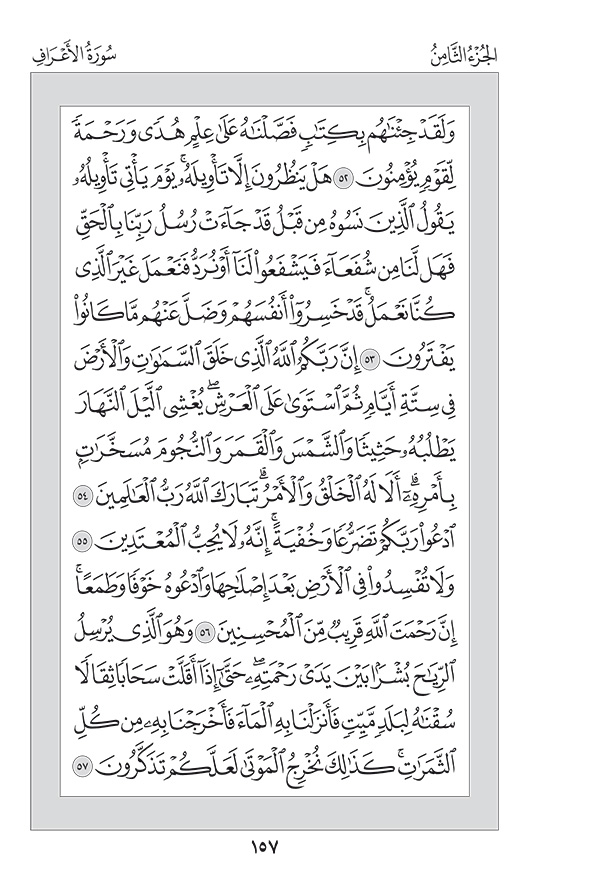 الجُزْءُ الثَّامِنُ
سُورَةُ الأَعْرَافِ
وَلَقَدْ جِئْنَٰهُم بِكِتَٰبٖ فَصَّلْنَٰهُ عَلَىٰ عِلْمٍ هُدٗى وَرَحْمَةٗ
لِّقَوْمٖ يُؤْمِنُونَ ٥٢ هَلْ يَنظُرُونَ إِلَّا تَأْوِيلَهُۥۚ يَوْمَ يَأْتِي تَأْوِيلُهُۥ
يَقُولُ ٱلَّذِينَ نَسُوهُ مِن قَبْلُ قَدْ جَآءَتْ رُسُلُ رَبِّنَا بِٱلْحَقِّ
فَهَل لَّنَا مِن شُفَعَآءَ فَيَشْفَعُوا۟ لَنَآ أَوْ نُرَدُّ فَنَعْمَلَ غَيْرَ ٱلَّذِي
كُنَّا نَعْمَلُۚ قَدْ خَسِرُوٓا۟ أَنفُسَهُمْ وَضَلَّ عَنْهُم مَّا كَانُوا۟
يَفْتَرُونَ ٥٣ إِنَّ رَبَّكُمُ ٱللَّهُ ٱلَّذِي خَلَقَ ٱلسَّمَٰوَٰتِ وَٱلْأَرْضَ
فِي سِتَّةِ أَيَّامٖ ثُمَّ ٱسْتَوَىٰ عَلَى ٱلْعَرْشِۖ يُغْشِي ٱلَّيْلَ ٱلنَّهَارَ
يَطْلُبُهُۥ حَثِيثٗا وَٱلشَّمْسَ وَٱلْقَمَرَ وَٱلنُّجُومَ مُسَخَّرَٰتِۭ
بِأَمْرِهِۦٓۗ أَلَا لَهُ ٱلْخَلْقُ وَٱلْأَمْرُۗ تَبَارَكَ ٱللَّهُ رَبُّ ٱلْعَٰلَمِينَ ٥٤
ٱدْعُوا۟ رَبَّكُمْ تَضَرُّعٗا وَخُفْيَةًۚ إِنَّهُۥ لَا يُحِبُّ ٱلْمُعْتَدِينَ ٥٥
وَلَا تُفْسِدُوا۟ فِي ٱلْأَرْضِ بَعْدَ إِصْلَٰحِهَا وَٱدْعُوهُ خَوْفٗا وَطَمَعًاۚ
إِنَّ رَحْمَتَ ٱللَّهِ قَرِيبٞ مِّنَ ٱلْمُحْسِنِينَ ٥٦ وَهُوَ ٱلَّذِي يُرْسِلُ
ٱلرِّيَٰحَ بُشْرَۢا بَيْنَ يَدَيْ رَحْمَتِهِۦۖ حَتَّىٰٓ إِذَآ أَقَلَّتْ سَحَابٗا ثِقَالٗا
سُقْنَٰهُ لِبَلَدٖ مَّيِّتٖ فَأَنزَلْنَا بِهِ ٱلْمَآءَ فَأَخْرَجْنَا بِهِۦ مِن كُلِّ
ٱلثَّمَرَٰتِۚ كَذَٰلِكَ نُخْرِجُ ٱلْمَوْتَىٰ لَعَلَّكُمْ تَذَكَّرُونَ ٥٧
١٥٧